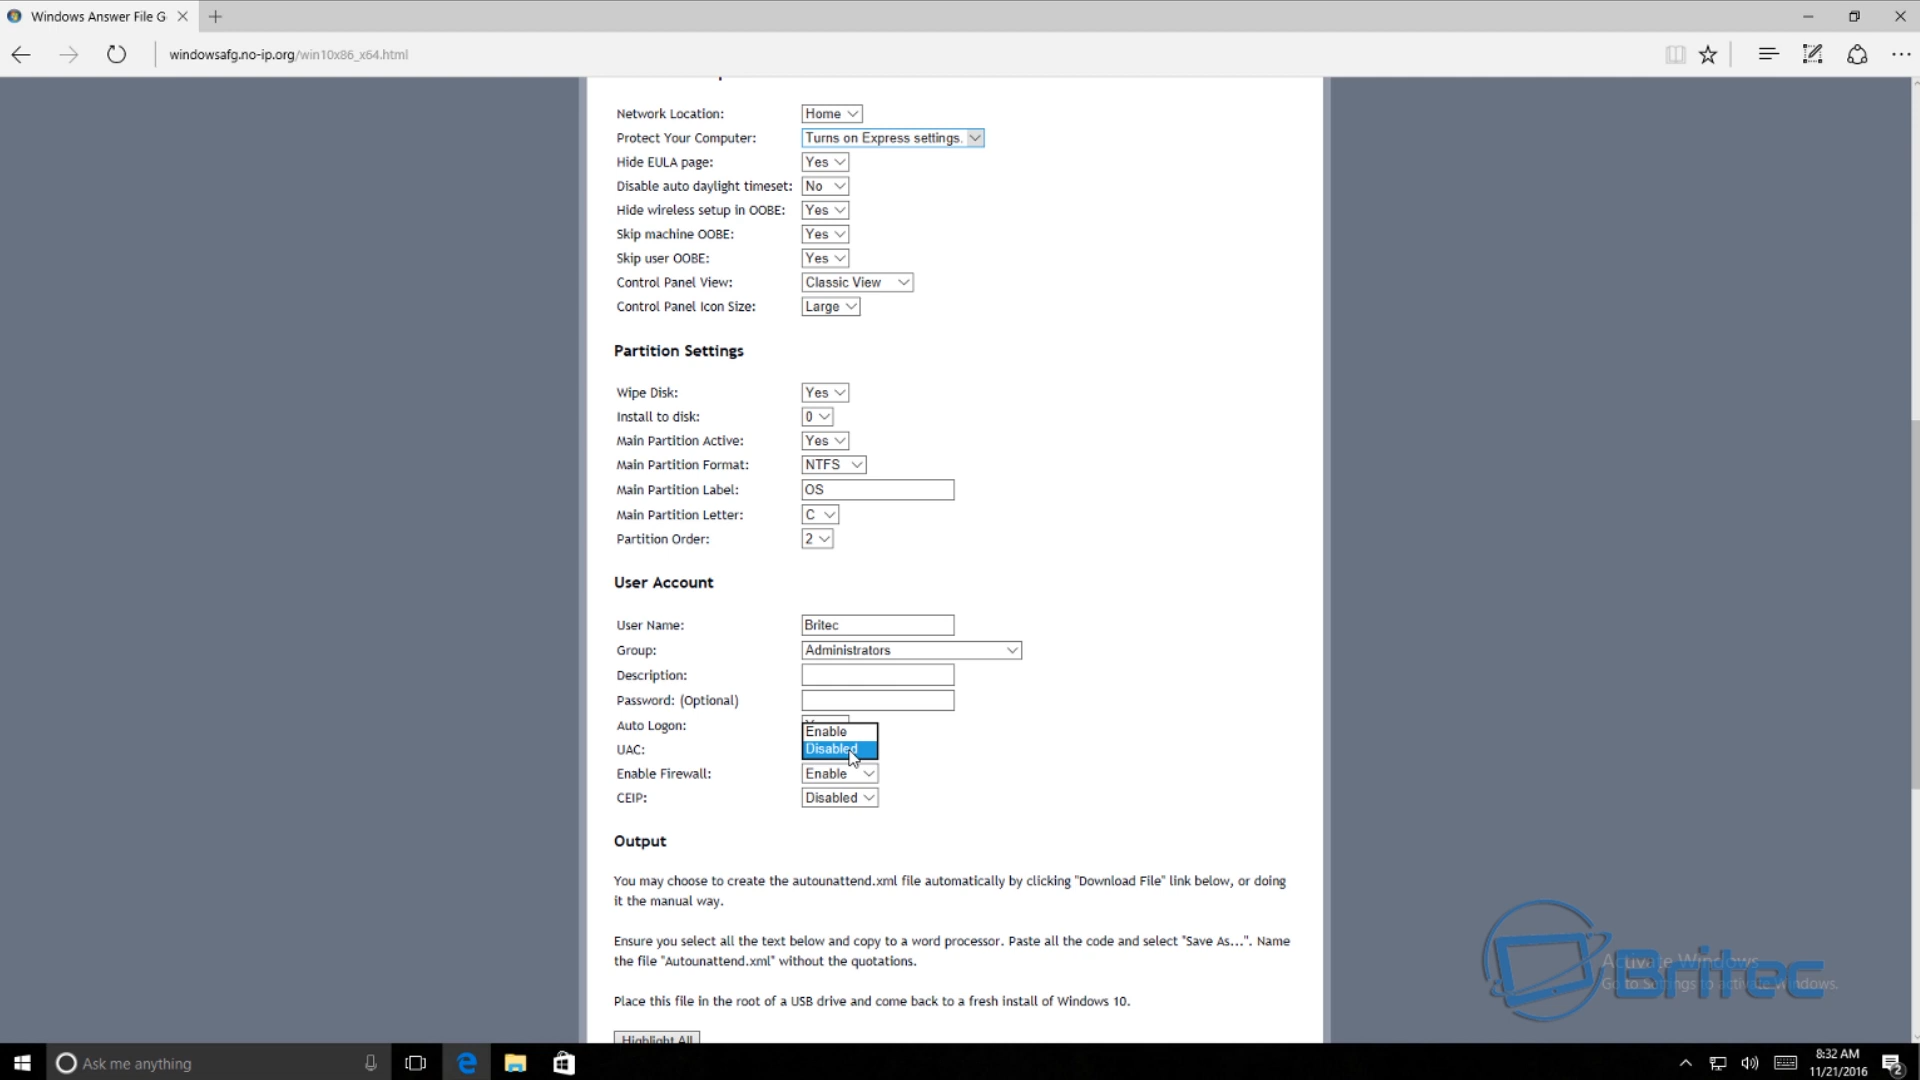 Windows Answer File G
windowsafg.no-ip.org/win10x86_x64.html
Network Location: Home
Protect Your Computer: Turns on Express settings.
Hide EULA page: Yes
Disable auto daylight timeset: No
Hide wireless setup in OOBE: Yes
Skip machine OOBE: Yes
Skip user OOBE: Yes
Control Panel View: Classic View
Control Panel Icon Size: Large
Partition Settings
Wipe Disk: Yes
Install to disk: 0
Main Partition Active: Yes
Main Partition Format: NTFS
Main Partition Label: OS
Main Partition Letter: C
Partition Order: 2
User Account
User Name: Britec
Group: Administrators
Description:
Password: (Optional)
Auto Logon:
Enable
UAC: Disabled
Enable Firewall: Enable
CEIP: Disabled
Output
You may choose to create the autounattend.xml file automatically by clicking "Download File" link below, or doing
it the manual way.
Ensure you select all the text below and copy to a word processor. Paste all the code and select "Save As...". Name
the file "Autounattend.xml" without the quotations.
Place this file in the root of a USB drive and come back to a fresh install of Windows 10.
Highlight All
Activate Windows
Go to Settings to activate Windows.
Britec
Ask me anything
8:32 AM
11/21/2016
2